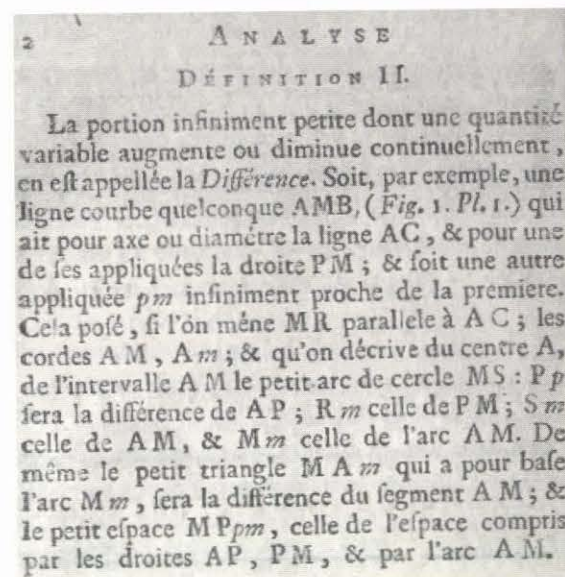 2 ANALYSE
DÉFINITION II.
La portion infiniment petite dont une quantité
variable augmente ou diminue continuellement,
en eſt appellée la Différence. Soit, par exemple, une
ligne courbe quelconque AMB, (Fig. 1. Pl. 1.) qui
ait pour axe ou diamétre la ligne AC, & pour une
de ſes appliquées la droite PM; & ſoit une autre
appliquée pm infiniment proche de la premiere.
Cela poſé, ſi l'on méne MR parallele à AC; les
cordes AM, Am; & qu'on décrive du centre A,
de l'intervalle AM le petit arc de cercle MS: Pp
ſera la différence de AP; Rm celle de PM; Sm
celle de AM, & Mm celle de l'arc AM. De
même le petit triangle MAm qui a pour baſe
l'arc Mm, ſera la différence du ſegment AM; &
le petit eſpace MPpm, celle de l'eſpace compris
par les droites AP, PM, & par l'arc AM.